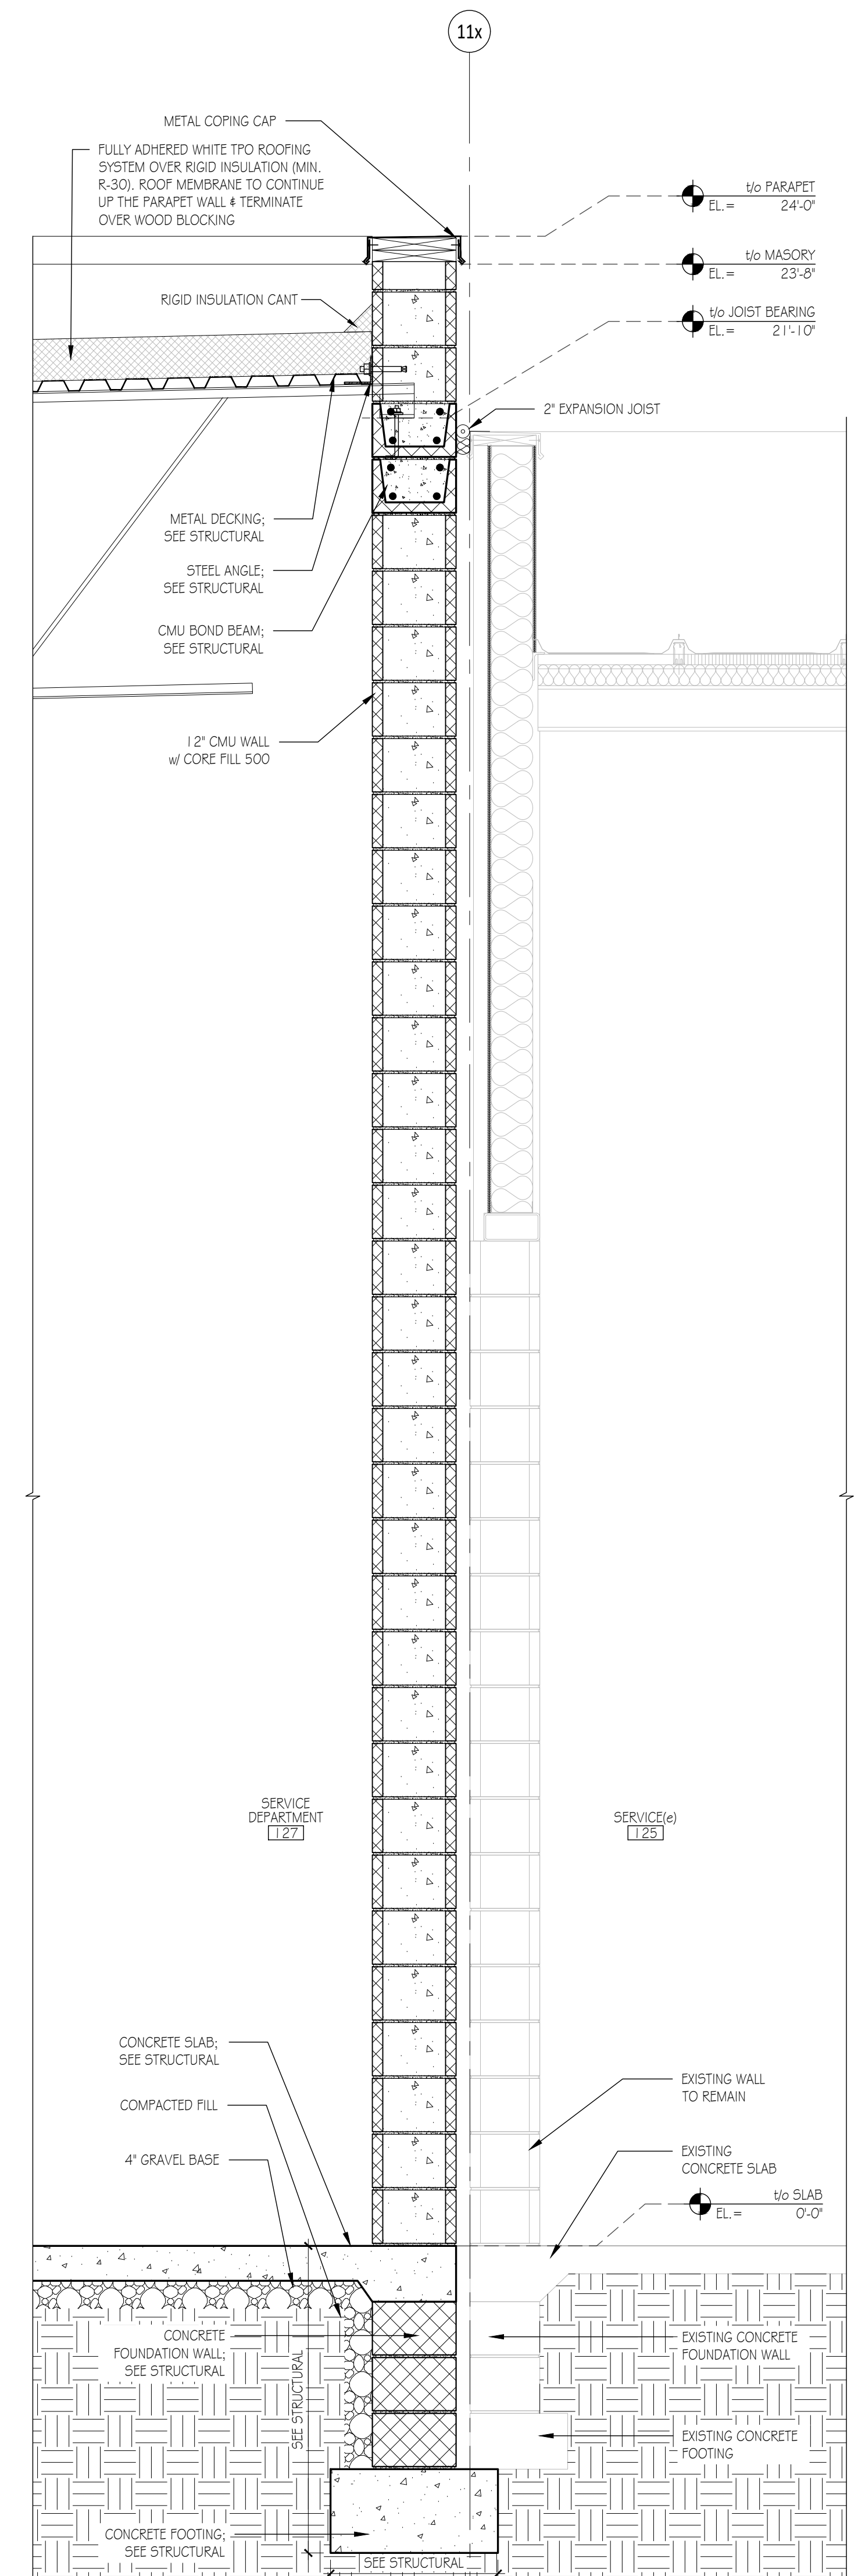 11x
METAL COPING CAP
FULLY ADHERED WHITE TPO ROOFING
SYSTEM OVER RIGID INSULATION (MIN.
R-30). ROOF MEMBRANE TO CONTINUE
UP THE PARAPET WALL & TERMINATE
OVER WOOD BLOCKING
t/o PARAPET
EL. = 24'-0"
t/o MASORY
EL. = 23'-8"
RIGID INSULATION CANT
t/o JOIST BEARING
EL. = 21'-10"
2" EXPANSION JOIST
METAL DECKING;
SEE STRUCTURAL
STEEL ANGLE;
SEE STRUCTURAL
CMU BOND BEAM;
SEE STRUCTURAL
12" CMU WALL
w/ CORE FILL 500
SERVICE
DEPARTMENT
127
SERVICE(e)
125
CONCRETE SLAB;
SEE STRUCTURAL
COMPACTED FILL
4" GRAVEL BASE
EXISTING WALL
TO REMAIN
EXISTING
CONCRETE SLAB
t/o SLAB
EL. = 0'-0"
CONCRETE
FOUNDATION WALL;
SEE STRUCTURAL
SEE STRUCTURAL
EXISTING CONCRETE
FOUNDATION WALL
EXISTING CONCRETE
FOOTING
CONCRETE FOOTING;
SEE STRUCTURAL
SEE STRUCTURAL